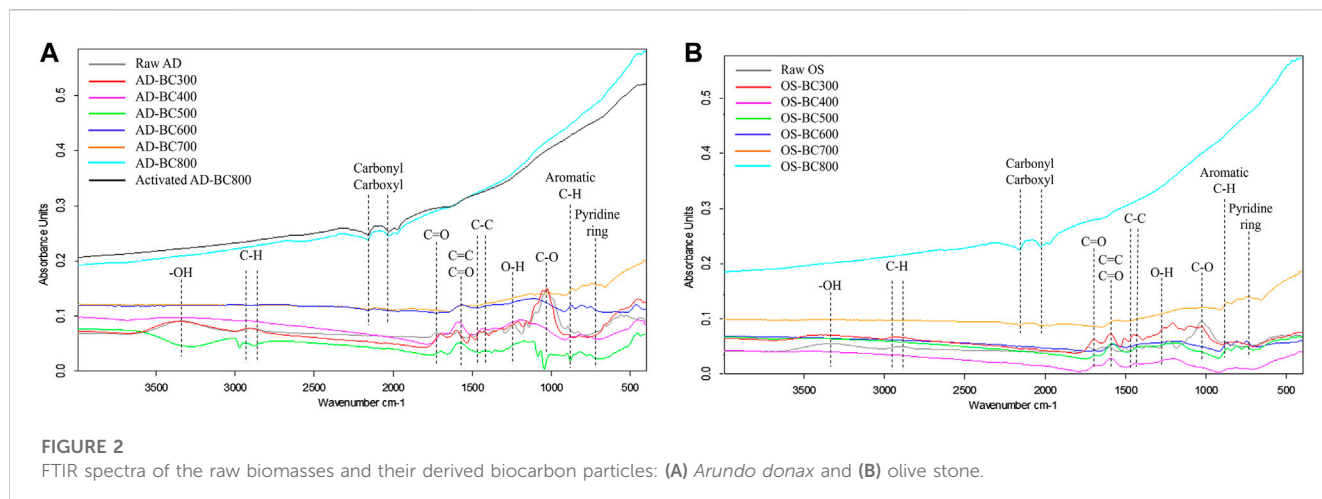 A
Raw AD
AD-BC300
AD-BC400
AD-BC500
AD-BC600
AD-BC700
AD-BC800
Activated AD-BC800
Carbonyl
Carboxyl
Aromatic
C-H
Pyridine
ring
C-C
C=O
C=C
C=O
O-H
C-O
-OH
C-H
Absorbance Units
0.0
0.1
0.2
0.3
0.4
0.5
3500
3000
2500
2000
1500
1000
500
Wavenumber cm-1
B
Raw OS
OS-BC300
OS-BC400
OS-BC500
OS-BC600
OS-BC700
OS-BC800
Carbonyl
Carboxyl
Aromatic
C-H
Pyridine
ring
C-C
C=O
C=C
C=O
O-H
C-O
-OH
C-H
Absorbance Units
0.0
0.1
0.2
0.3
0.4
0.5
3500
3000
2500
2000
1500
1000
500
Wavenumber cm-1
FIGURE 2
FTIR spectra of the raw biomasses and their derived biocarbon particles: (A) Arundo donax and (B) olive stone.